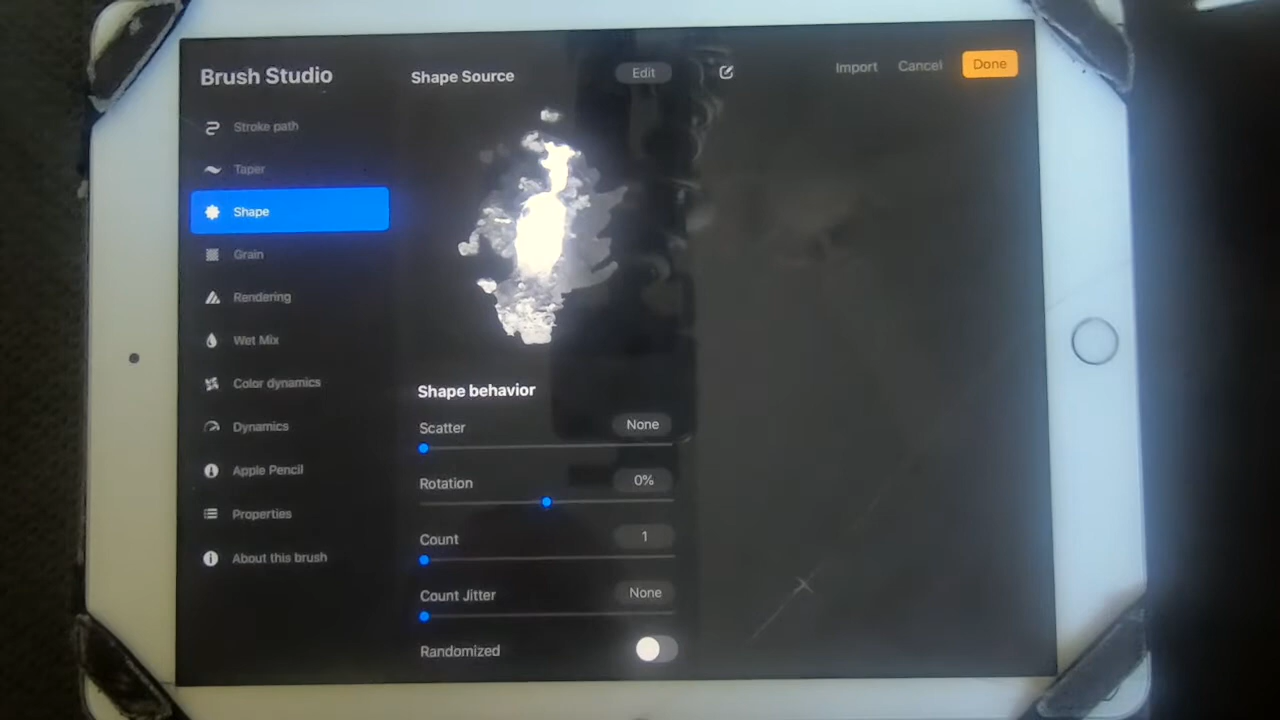 Brush Studio
Stroke path
Taper
Shape
Grain
Rendering
Wet Mix
Color dynamics
Dynamics
Apple Pencil
Properties
About this brush
Shape Source
Edit
Import
Cancel
Done
Shape behavior
Scatter None
Rotation 0%
Count 1
Count Jitter None
Randomized